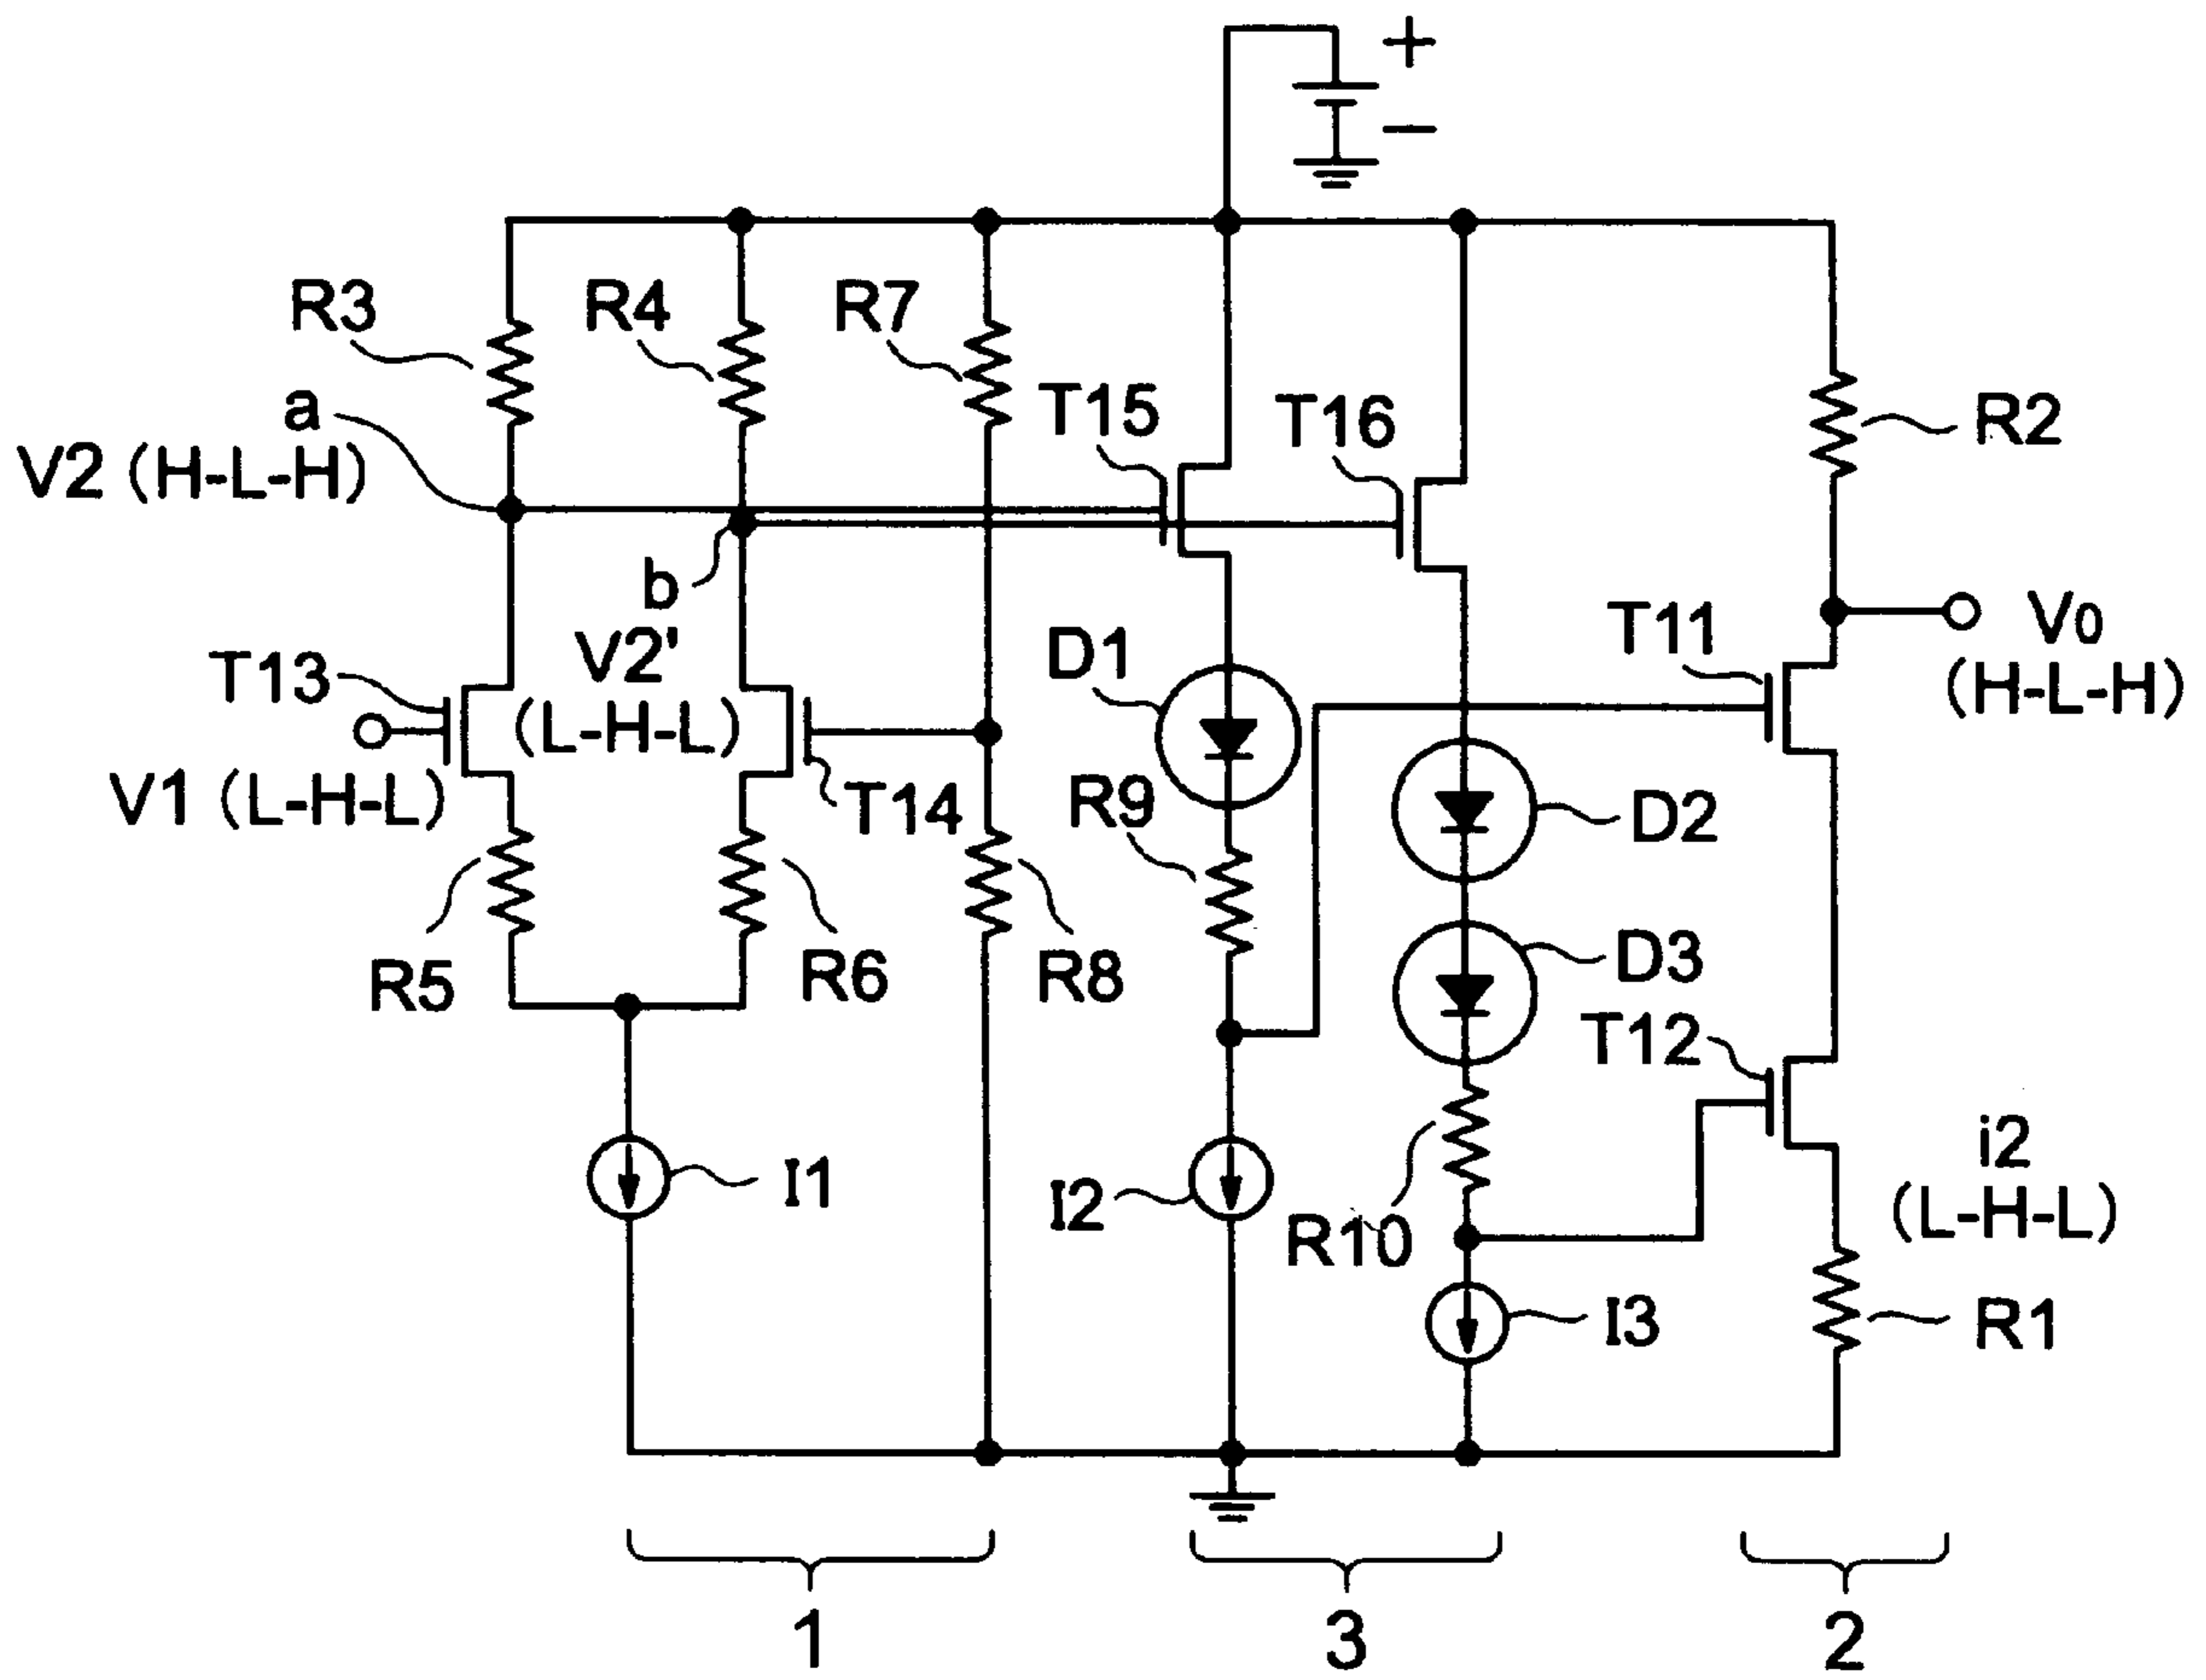 +
−
R3
R4
R7
T15
T16
R2
a
V2 (H-L-H)
b
V2'
(L-H-L)
T13
V1 (L-H-L)
T14
D1
T11
V0
(H-L-H)
R9
D2
R5
R6
R8
D3
T12
i2
(L-H-L)
I1
I2
R10
I3
R1
1
3
2